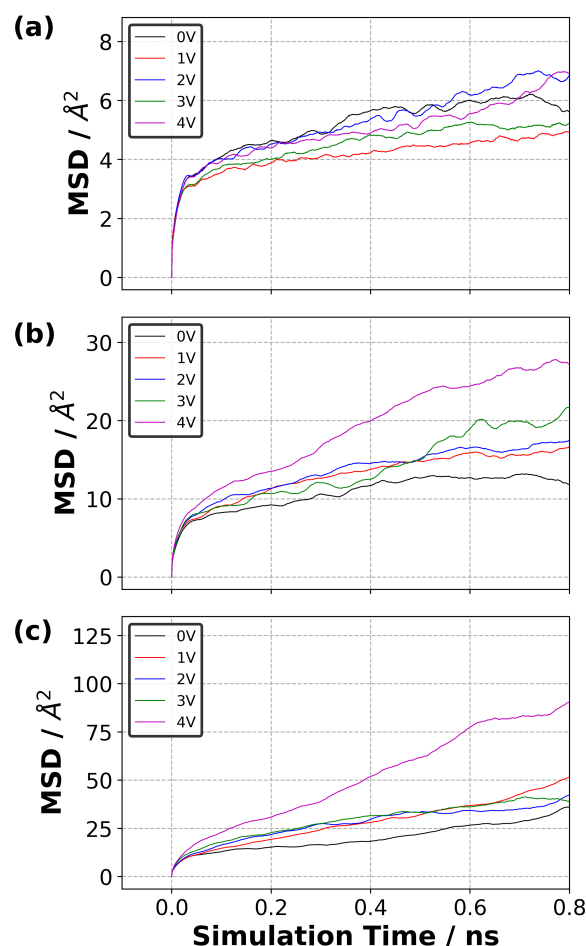 (a)
MSD / Å²
8
6
4
2
0
0V
1V
2V
3V
4V
(b)
MSD / Å²
30
20
10
0
0V
1V
2V
3V
4V
(c)
MSD / Å²
125
100
75
50
25
0
0V
1V
2V
3V
4V
0.0 0.2 0.4 0.6 0.8
Simulation Time / ns